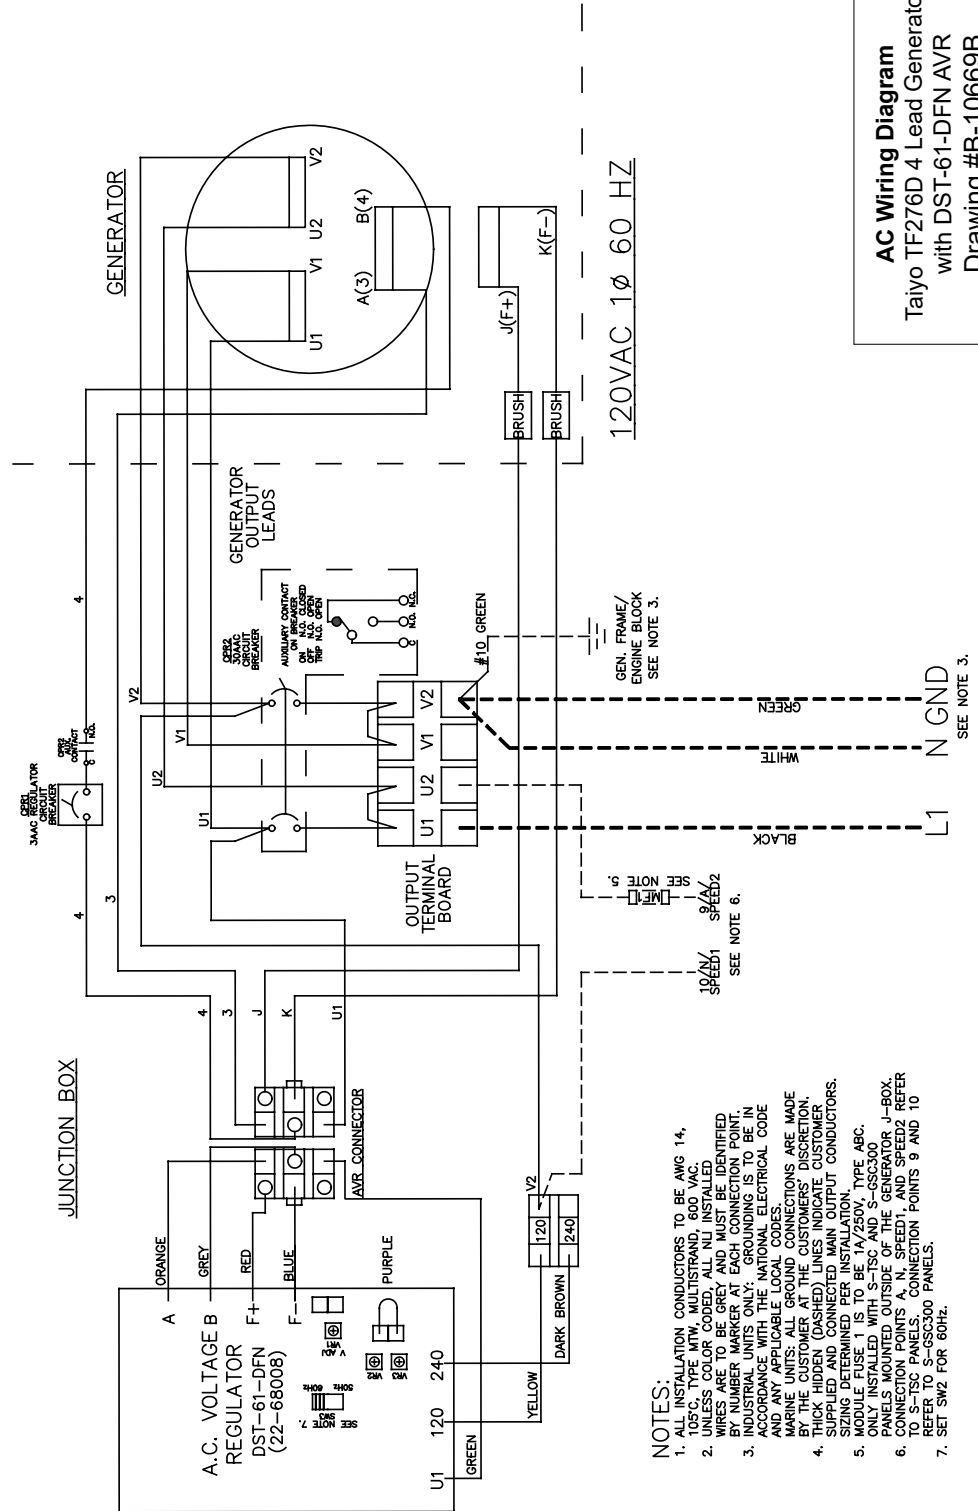 AC Wiring Diagram
Taiyo TF276D 4 Lead Generato
with DST-61-DFN AVR
Drawing #B-10669B
GENERATOR
U1
V1
U2
V2
A(3)
B(4)
J(F+)
K(F-)
BRUSH
BRUSH
120VAC 1ø 60 HZ
GENERATOR
OUTPUT
LEADS
4
CPR1
3AAC REGULATOR
CIRCUIT
BREAKER
CPR2
AUX.
CONTACT
C
N.O.
4
3
U1
U2
V1
V2
CPR2
30AAC
CIRCUIT
BREAKER
AUXILIARY CONTACT
ON BREAKER
ON N.O. CLOSED
OFF N.O. OPEN
TRIP N.O. OPEN
C
N.O.
N.C.
OUTPUT
TERMINAL
BOARD
U1
U2
V1
V2
#10 GREEN
GEN. FRAME/
ENGINE BLOCK
SEE NOTE 3.
BLACK
WHITE
GREEN
L1
N
GND
SEE NOTE 3.
MF1
SEE NOTE 5.
10/N/
SPEED1
9/A/
SPEED2
SEE NOTE 6.
JUNCTION BOX
4
3
J
K
U1
AVR CONNECTOR
A
ORANGE
B
GREY
F+
RED
F-
BLUE
A.C. VOLTAGE
REGULATOR
DST-61-DFN
(22-68008)
V ADJ
VR1
VR2
VR3
PURPLE
60Hz
50Hz
SW3
SEE NOTE 7.
U1
120
240
GREEN
YELLOW
DARK BROWN
120
240
V2
NOTES:
1. ALL INSTALLATION CONDUCTORS TO BE AWG 14,
105°C, TYPE MTW, MULTISTRAND, 600 VAC.
2. UNLESS COLOR CODED, ALL NLI INSTALLED
WIRES ARE TO BE GREY AND MUST BE IDENTIFIED
BY NUMBER MARKER AT EACH CONNECTION POINT.
3. INDUSTRIAL UNITS ONLY: GROUNDING IS TO BE IN
ACCORDANCE WITH THE NATIONAL ELECTRICAL CODE
AND ANY APPLICABLE LOCAL CODES.
MARINE UNITS: ALL GROUND CONNECTIONS ARE MADE
BY THE CUSTOMER AT THE CUSTOMERS' DISCRETION.
4. THICK HIDDEN (DASHED) LINES INDICATE CUSTOMER
SUPPLIED AND CONNECTED MAIN OUTPUT CONDUCTORS.
SIZING DETERMINED PER INSTALLATION.
5. MODULE FUSE 1 IS TO BE 1A/250V, TYPE ABC.
ONLY INSTALLED WITH S-TSC AND S-GSC300
PANELS MOUNTED OUTSIDE OF THE GENERATOR J-BOX.
6. CONNECTION POINTS A, N, SPEED1, AND SPEED2 REFER
TO S-TSC PANELS. CONNECTION POINTS 9 AND 10
REFER TO S-GSC300 PANELS.
7. SET SW2 FOR 60Hz.